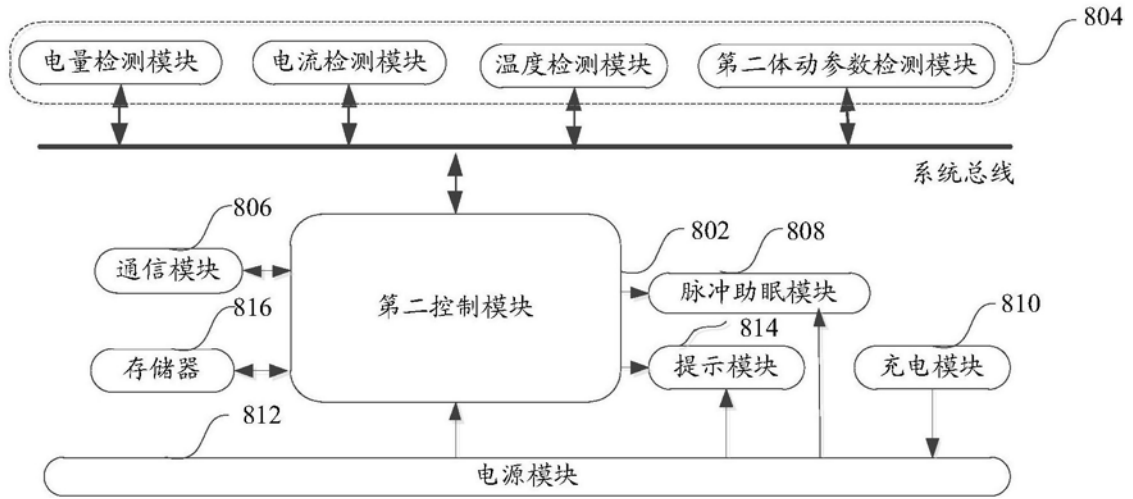 804
电量检测模块
电流检测模块
温度检测模块
第二体动参数检测模块
系统总线
806
802
808
通信模块
脉冲助眠模块
第二控制模块
816
814
810
存储器
提示模块
充电模块
812
电源模块